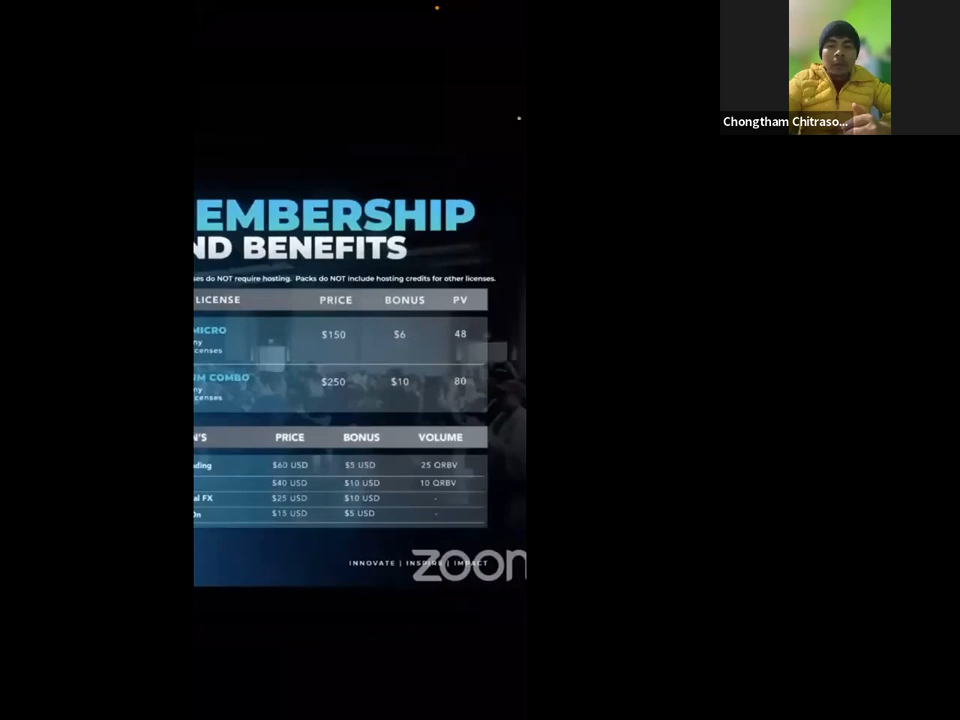 Chongtham Chitraso...
EMBERSHIP
ND BENEFITS
es do NOT require hosting. Packs do NOT include hosting credits for other licenses.
LICENSE PRICE BONUS PV
MICRO $150 $6 48
ny
censes
M COMBO $250 $10 80
ny
censes
N'S PRICE BONUS VOLUME
ding $60 USD $5 USD 25 QRBV
$40 USD $10 USD 10 QRBV
al FX $25 USD $10 USD -
On $15 USD $5 USD -
INNOVATE | INSPIRE | IMPACT
zoom